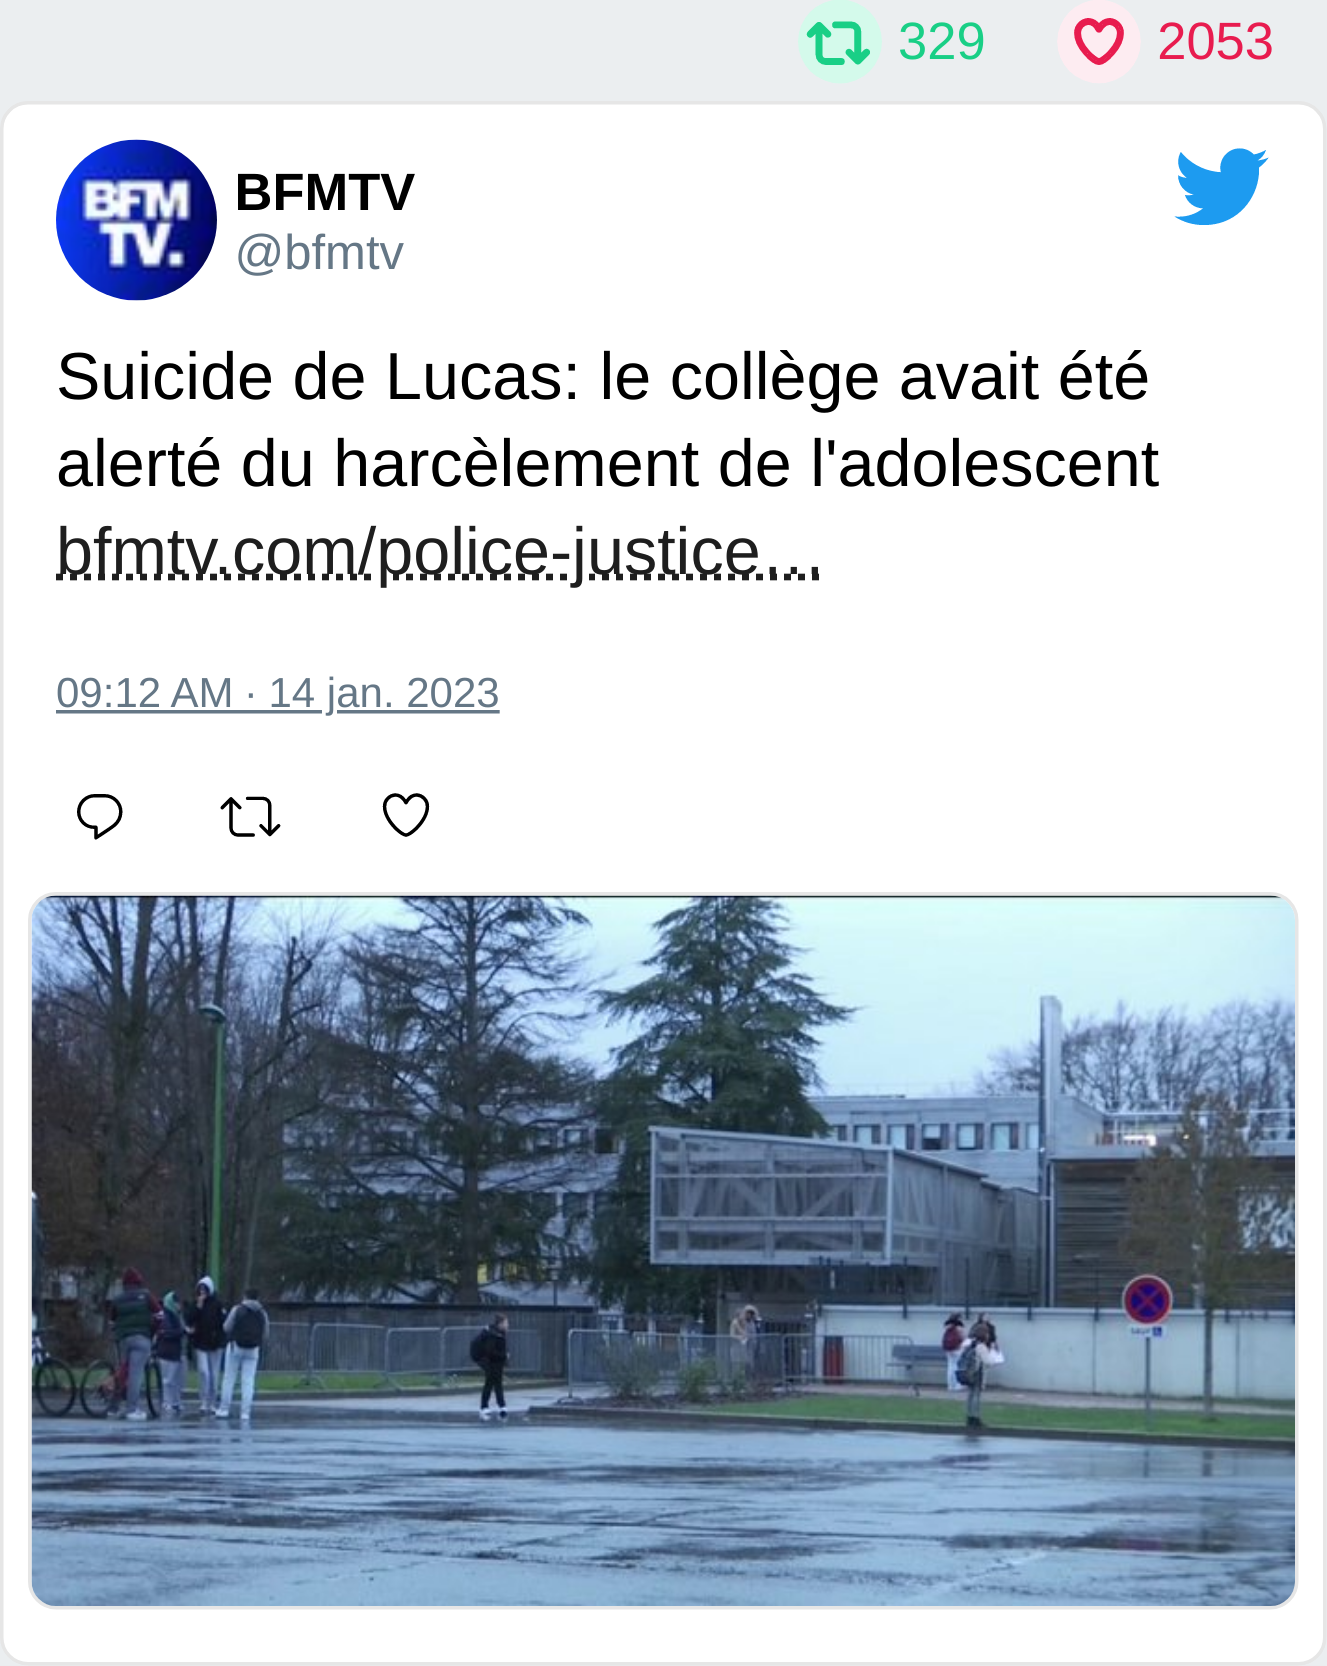 329 2053
BFM
TV.
BFMTV
@bfmtv
Suicide de Lucas: le collège avait été
alerté du harcèlement de l'adolescent
bfmtv.com/police-justice...
09:12 AM · 14 jan. 2023